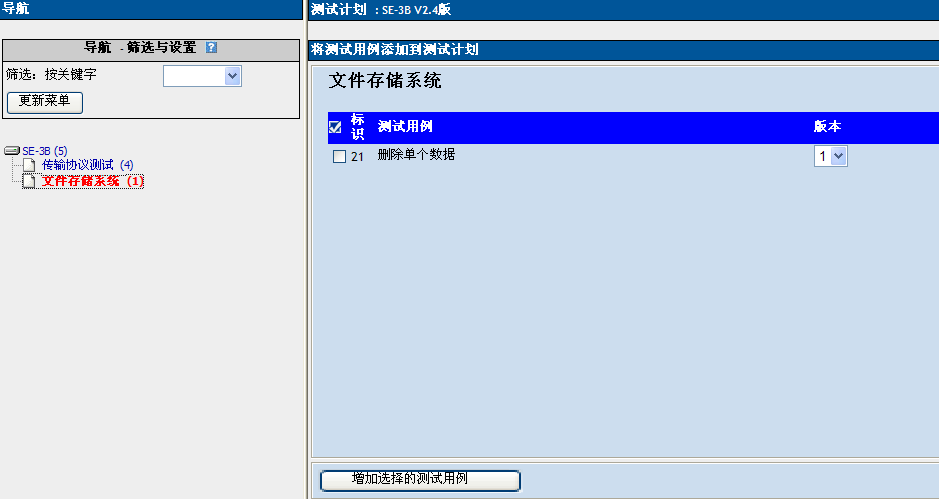 导航
导航 - 筛选与设置 ?
筛选：按关键字
更新菜单
SE-3B (5)
传输协议测试 (4)
文件存储系统 (1)
测试计划 : SE-3B V2.4版
将测试用例添加到测试计划
文件存储系统
标识 测试用例 版本
21 删除单个数据 1
增加选择的测试用例